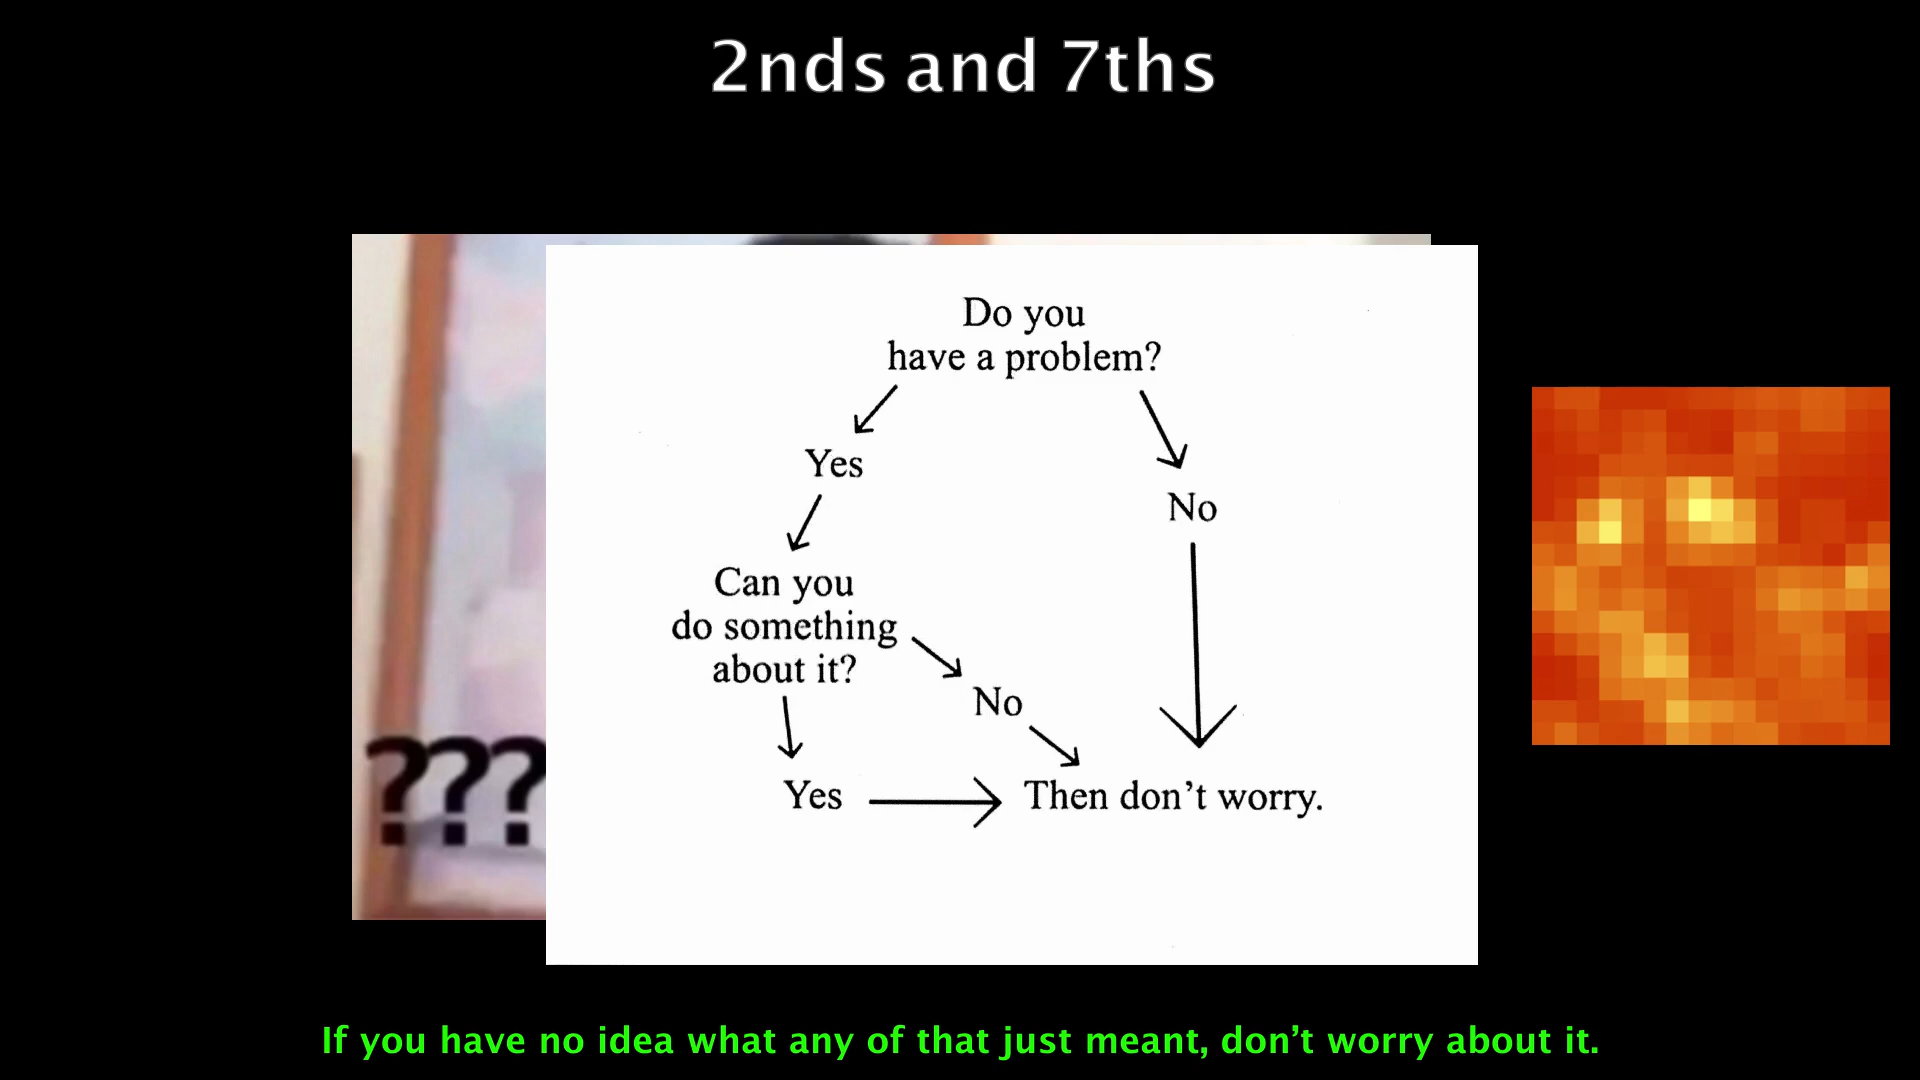 2nds and 7ths
Do you
have a problem?
Yes
No
Can you
do something
about it?
No
Yes
Then don't worry.
???
If you have no idea what any of that just meant, don’t worry about it.